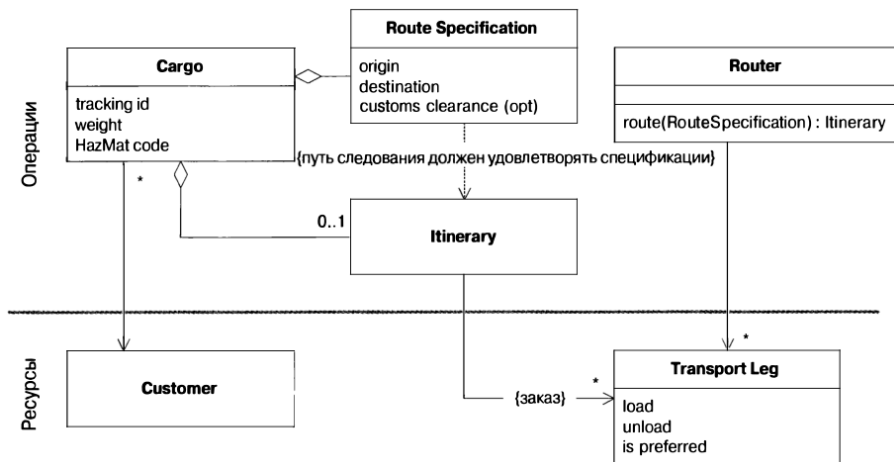 Операции
Cargo
tracking id
weight
HazMat code
Route Specification
origin
destination
customs clearance (opt)
Router
route(RouteSpecification) : Itinerary
{путь следования должен удовлетворять спецификации}
*
0..1
Itinerary
Ресурсы
Customer
{заказ}
*
*
Transport Leg
load
unload
is preferred